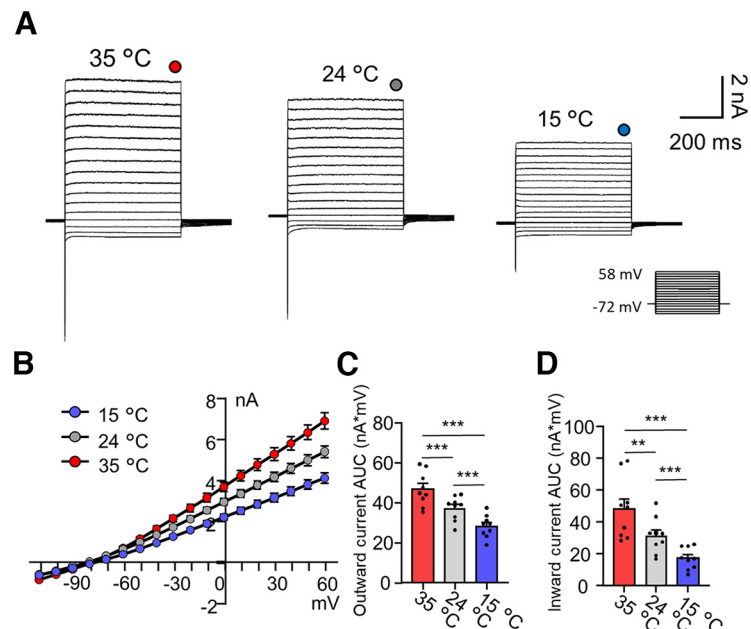 A
35 °C
24 °C
15 °C
2 nA
200 ms
58 mV
-72 mV
B
15 °C
24 °C
35 °C
8
nA
6
4
2
-2
-90
-60
-30
0
30
60
mV
C
Outward current AUC (nA*mV)
80
60
40
20
0
***
***
***
35 °C
24 °C
15 °C
D
Inward current AUC (nA*mV)
100
80
60
40
20
0
***
**
***
35 °C
24 °C
15 °C